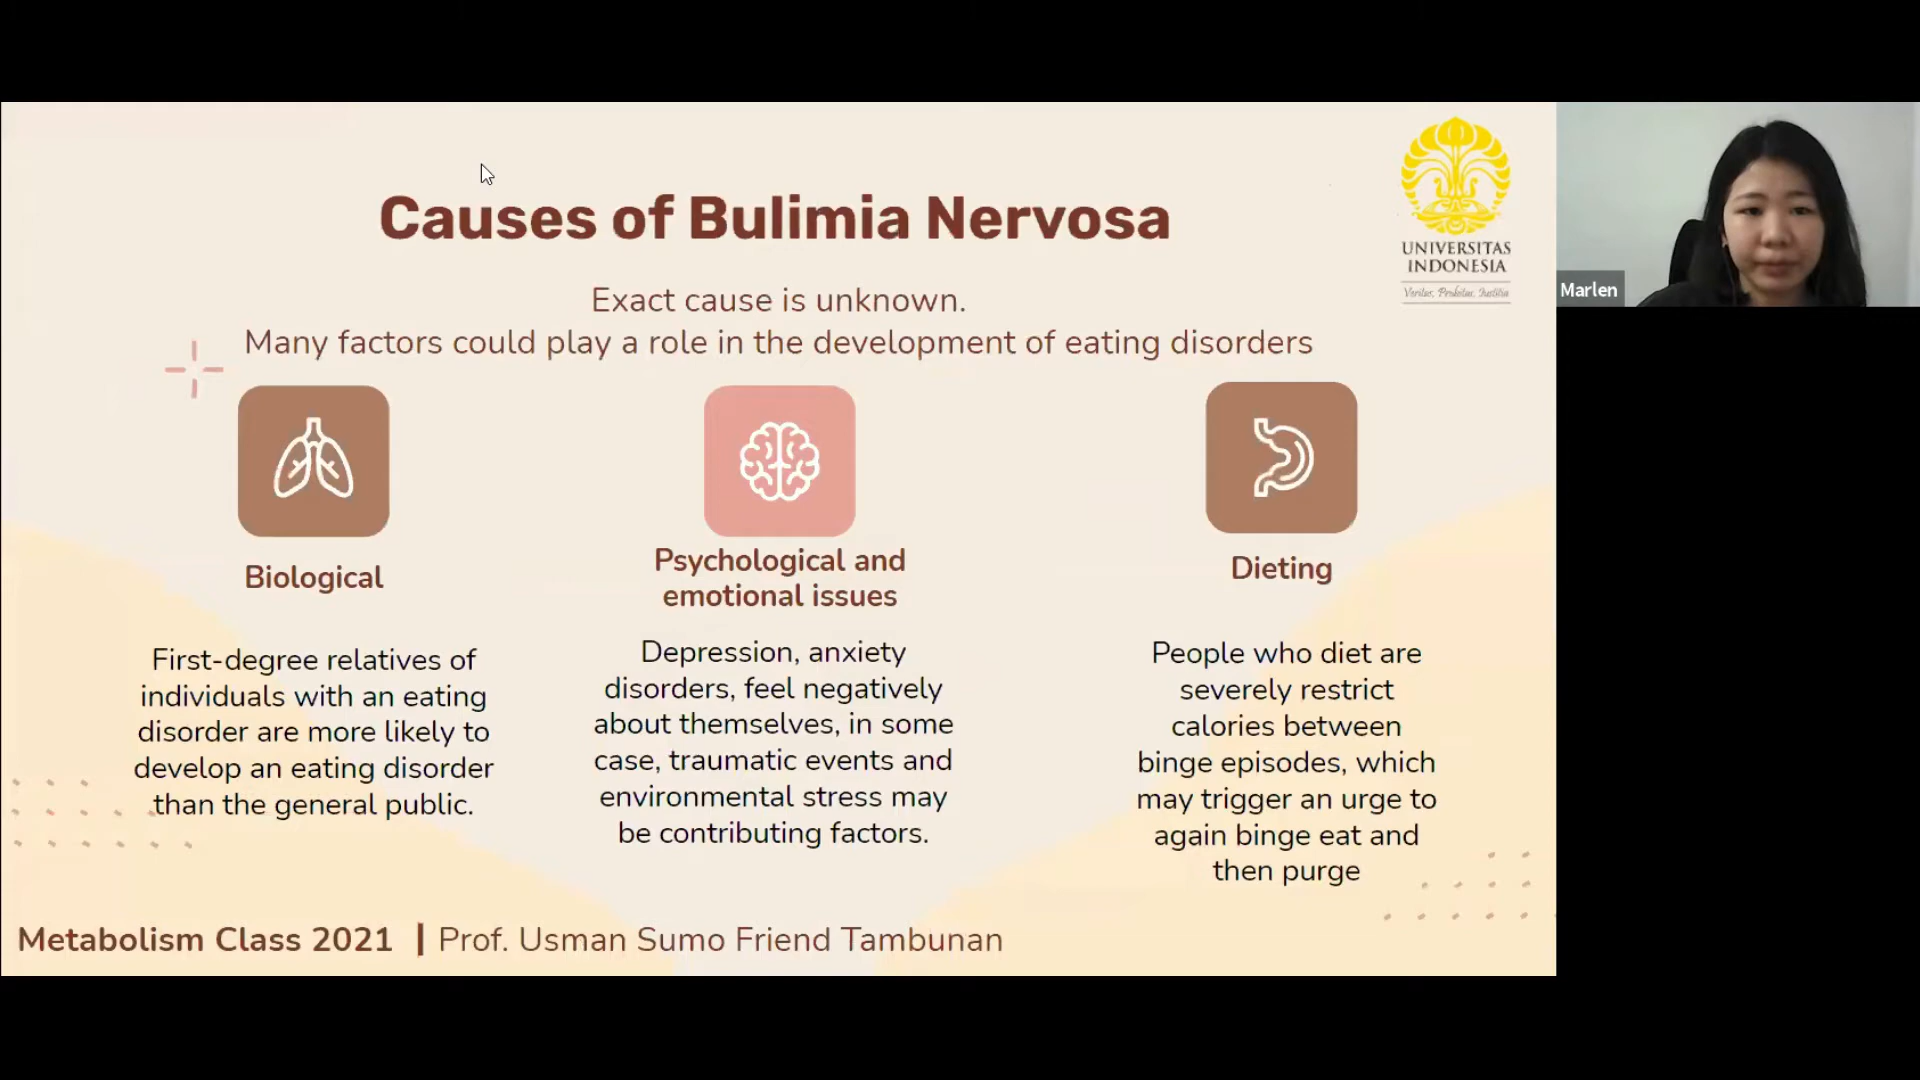 Causes of Bulimia Nervosa
UNIVERSITAS
INDONESIA
Veritas, Probitas, Iustitia
Exact cause is unknown.
Many factors could play a role in the development of eating disorders
Marlen
Biological
First-degree relatives of
individuals with an eating
disorder are more likely to
develop an eating disorder
than the general public.
Psychological and
emotional issues
Depression, anxiety
disorders, feel negatively
about themselves, in some
case, traumatic events and
environmental stress may
be contributing factors.
Dieting
People who diet are
severely restrict
calories between
binge episodes, which
may trigger an urge to
again binge eat and
then purge
Metabolism Class 2021 | Prof. Usman Sumo Friend Tambunan